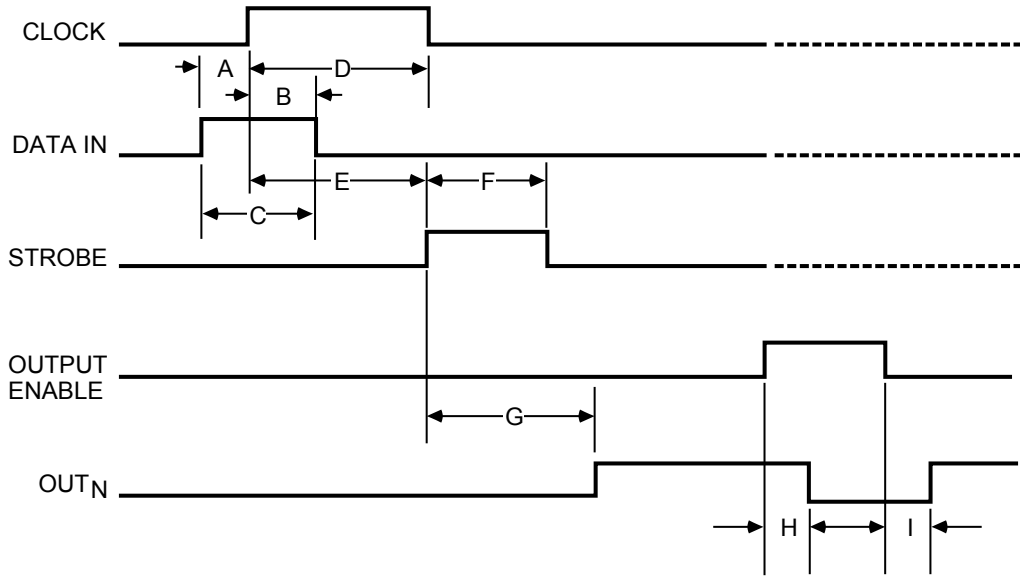 CLOCK
A
D
B
DATA IN
E
F
C
STROBE
OUTPUT
ENABLE
G
OUTN
H
I